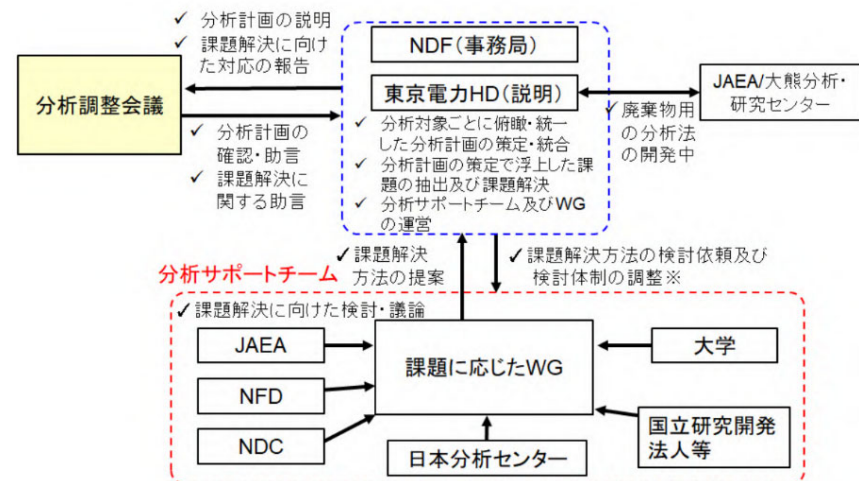 ✓ 分析計画の説明
✓ 課題解決に向け
た対応の報告
分析調整会議
✓ 分析計画の
確認・助言
✓ 課題解決に
関する助言
NDF(事務局)
東京電力HD(説明)
✓ 分析対象ごとに俯瞰・統一
した分析計画の策定・統合
✓ 分析計画の策定で浮上した課
題の抽出及び課題解決
✓ 分析サポートチーム及びWG
の運営
JAEA/大熊分析・
研究センター
✓廃棄物用
の分析法
の開発中
✓課題解決
方法の提案
✓課題解決方法の検討依頼及び
検討体制の調整※
分析サポートチーム
✓課題解決に向けた検討・議論
JAEA
NFD
NDC
課題に応じたWG
日本分析センター
大学
国立研究開発
法人等